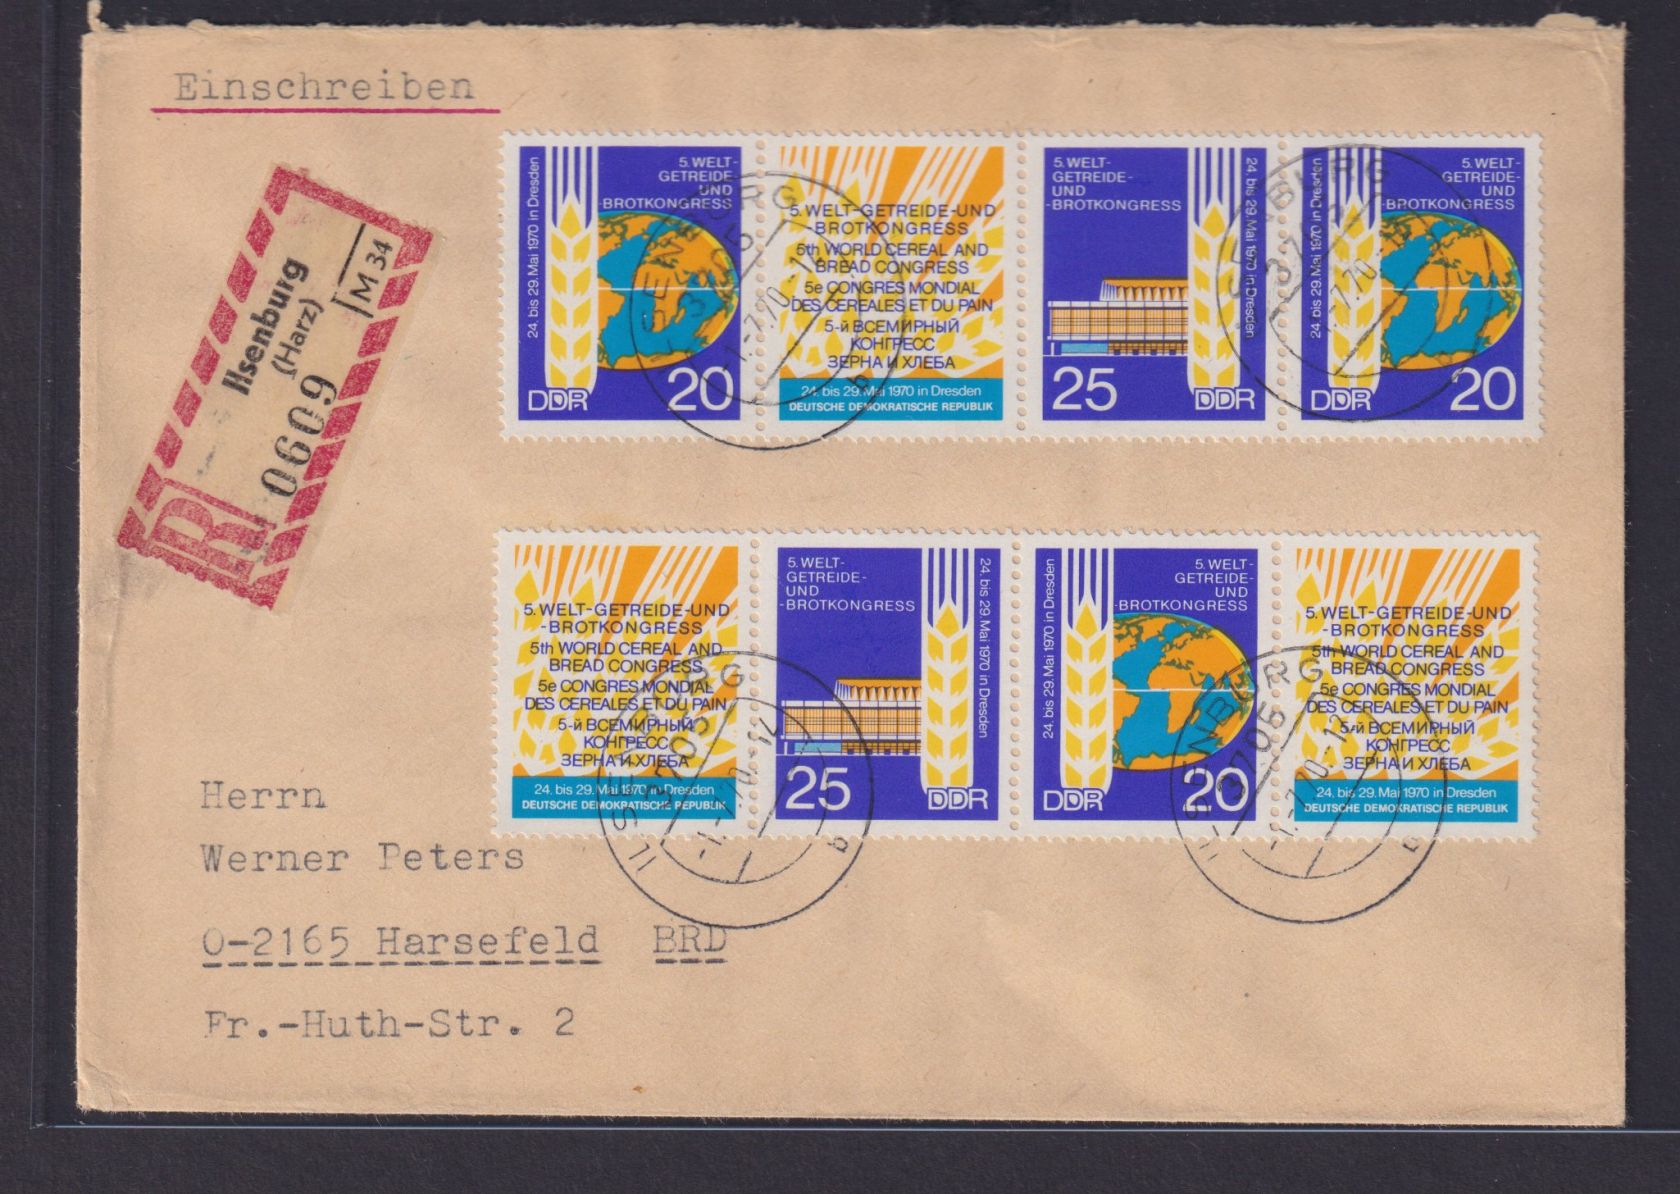 Einschreiben
Ilsenburg
(Harz)
M 34
R
0609
24. bis 29. Mai 1970 in Dresden
5. WELT-
GETREIDE-
UND
-BROTKONGRESS
DDR
20
5. WELT-GETREIDE-UND
-BROTKONGRESS
5th WORLD CEREAL AND
BREAD CONGRESS
5e CONGRES MONDIAL
DES CEREALES ET DU PAIN
5-й ВСЕМИРНЫЙ
КОНГРЕСС
ЗЕРНА И ХЛЕБА
24. bis 29. Mai 1970 in Dresden
DEUTSCHE DEMOKRATISCHE REPUBLIK
5. WELT-
GETREIDE-
UND
-BROTKONGRESS
24. bis 29. Mai 1970 in Dresden
25
DDR
24. bis 29. Mai 1970 in Dresden
5. WELT-
GETREIDE-
UND
-BROTKONGRESS
DDR
20
5. WELT-GETREIDE-UND
-BROTKONGRESS
5th WORLD CEREAL AND
BREAD CONGRESS
5e CONGRES MONDIAL
DES CEREALES ET DU PAIN
5-й ВСЕМИРНЫЙ
КОНГРЕСС
ЗЕРНА И ХЛЕБА
24. bis 29. Mai 1970 in Dresden
DEUTSCHE DEMOKRATISCHE REPUBLIK
5. WELT-
GETREIDE-
UND
-BROTKONGRESS
24. bis 29. Mai 1970 in Dresden
25
DDR
24. bis 29. Mai 1970 in Dresden
5. WELT-
GETREIDE-
UND
-BROTKONGRESS
DDR
20
5. WELT-GETREIDE-UND
-BROTKONGRESS
5th WORLD CEREAL AND
BREAD CONGRESS
5e CONGRES MONDIAL
DES CEREALES ET DU PAIN
5-й ВСЕМИРНЫЙ
КОНГРЕСС
ЗЕРНА И ХЛЕБА
24. bis 29. Mai 1970 in Dresden
DEUTSCHE DEMOKRATISCHE REPUBLIK
ILSENBURG
3705
b
Herrn
Werner Peters
O-2165 Harsefeld BRD
Fr.-Huth-Str. 2